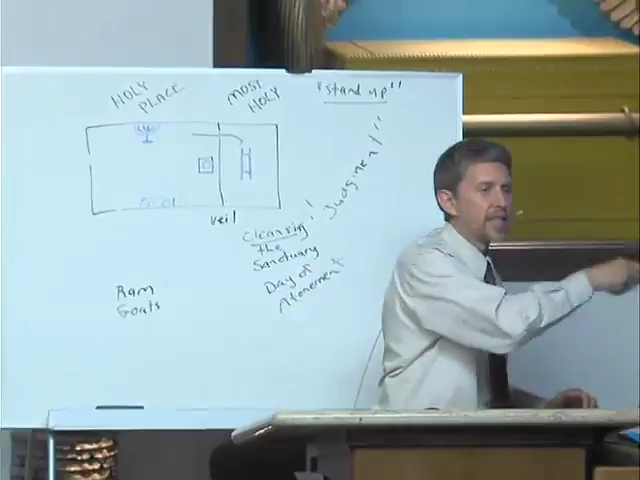 HOLY
PLACE
MOST
HOLY
"stand up"
Judgment"
veil
Cleansing"
the
Sanctuary
Day of
Atonement
Ram
Goats